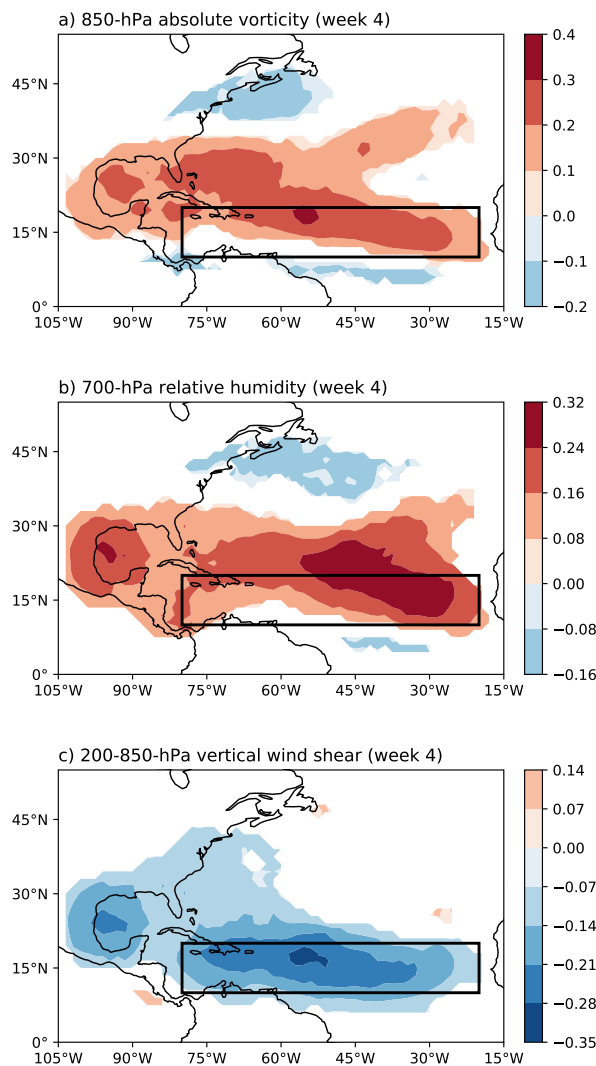 a) 850-hPa absolute vorticity (week 4)
45°N
30°N
15°N
0°
105°W 90°W 75°W 60°W 45°W 30°W 15°W
0.4
0.3
0.2
0.1
0.0
−0.1
−0.2
b) 700-hPa relative humidity (week 4)
45°N
30°N
15°N
0°
105°W 90°W 75°W 60°W 45°W 30°W 15°W
0.32
0.24
0.16
0.08
0.00
−0.08
−0.16
c) 200-850-hPa vertical wind shear (week 4)
45°N
30°N
15°N
0°
105°W 90°W 75°W 60°W 45°W 30°W 15°W
0.14
0.07
0.00
−0.07
−0.14
−0.21
−0.28
−0.35